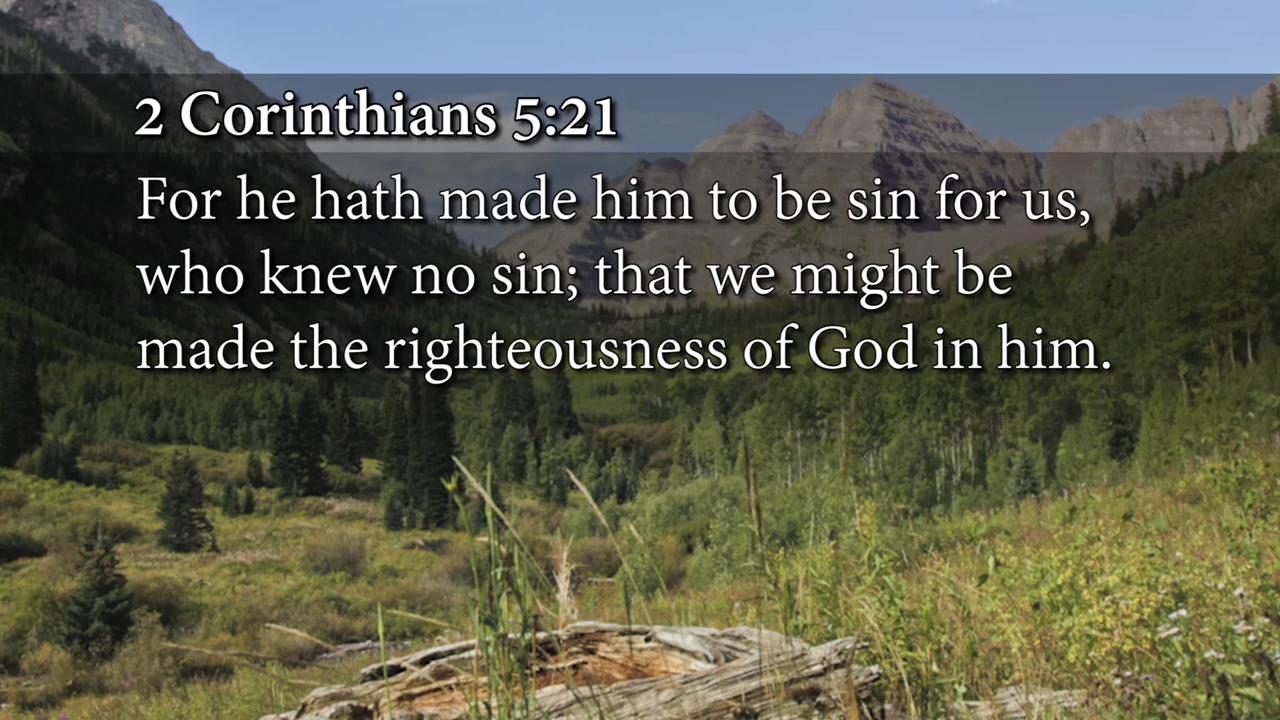 2 Corinthians 5:21
For he hath made him to be sin for us,
who knew no sin; that we might be
made the righteousness of God in him.